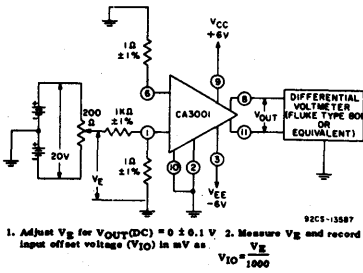 1Ω
±1%
VCC
+6V
9
6
200
Ω
1KΩ
±1%
1
CA3001
8
VOUT
11
DIFFERENTIAL
VOLTMETER
(FLUKE TYPE 801
OR
EQUIVALENT)
20V
VE
1Ω
±1%
10
2
3
VEE
-6V
92CS-13587
1. Adjust VE for VOUT(DC) = 0 ± 0.1 V
2. Measure VE and record
input offset voltage (VIO) in mV as
VIO = VE/1000